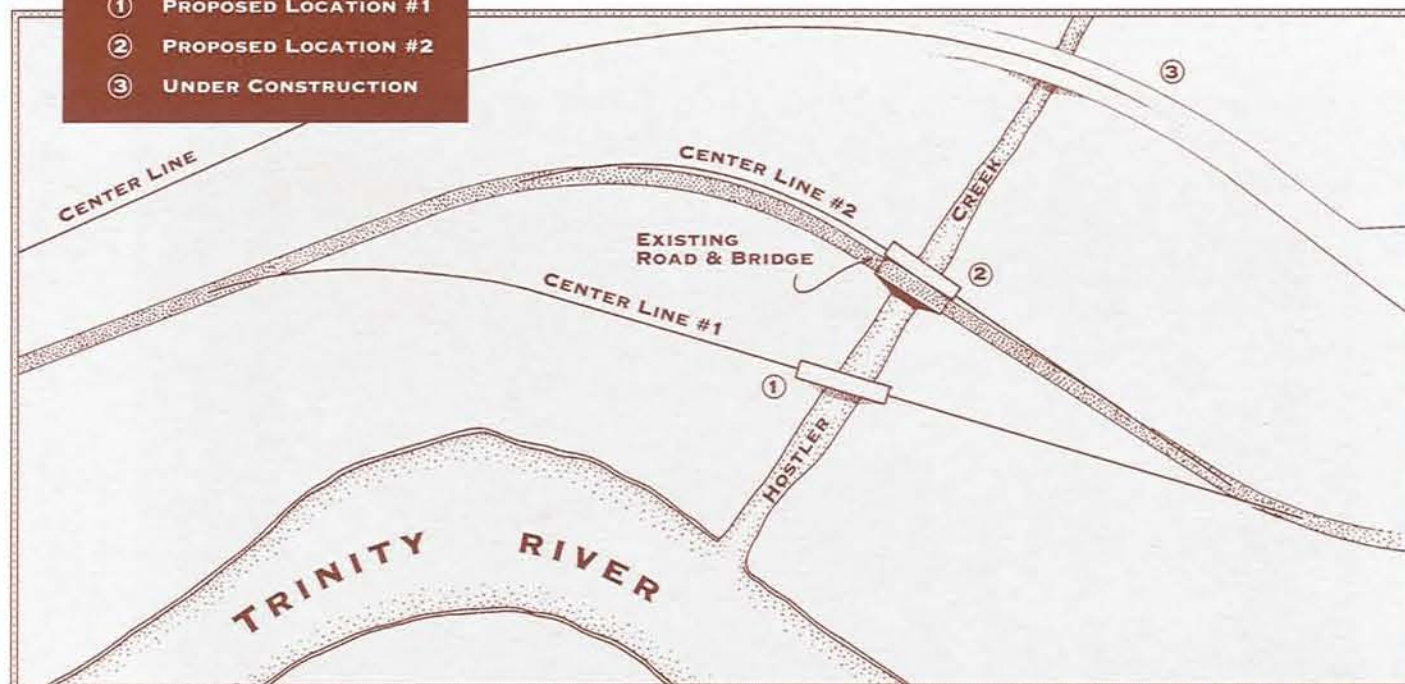 ① PROPOSED LOCATION #1
② PROPOSED LOCATION #2
③ UNDER CONSTRUCTION
③
CENTER LINE
CENTER LINE #2
CREEK
EXISTING
ROAD & BRIDGE
②
CENTER LINE #1
①
HOSTLER
TRINITY RIVER